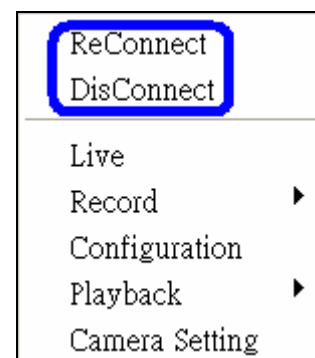 ReConnect
DisConnect
Live
Record
Configuration
Playback
Camera Setting